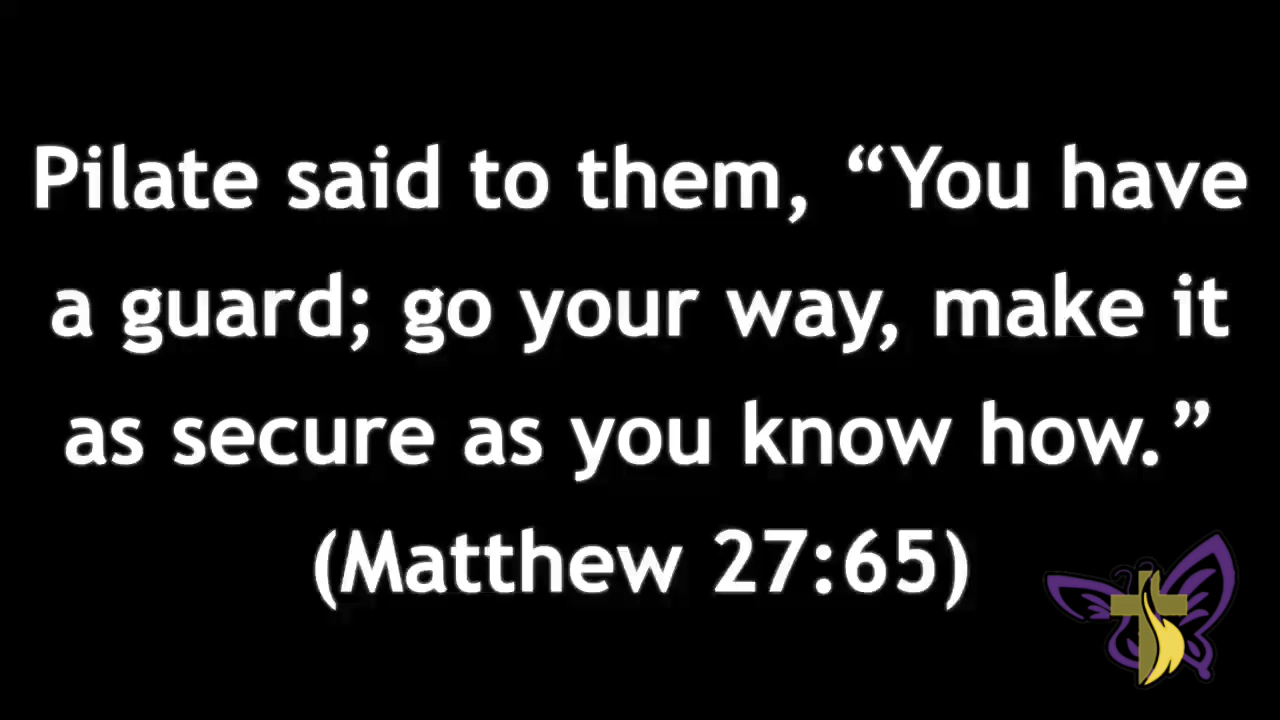 Pilate said to them, “You have
a guard; go your way, make it
as secure as you know how.”
(Matthew 27:65)